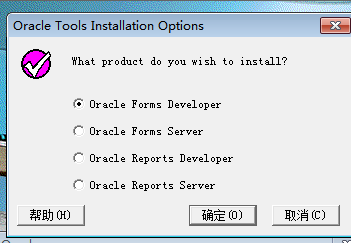 Oracle Tools Installation Options
What product do you wish to install?
Oracle Forms Developer
Oracle Forms Server
Oracle Reports Developer
Oracle Reports Server
帮助(H) 确定(O) 取消(C)